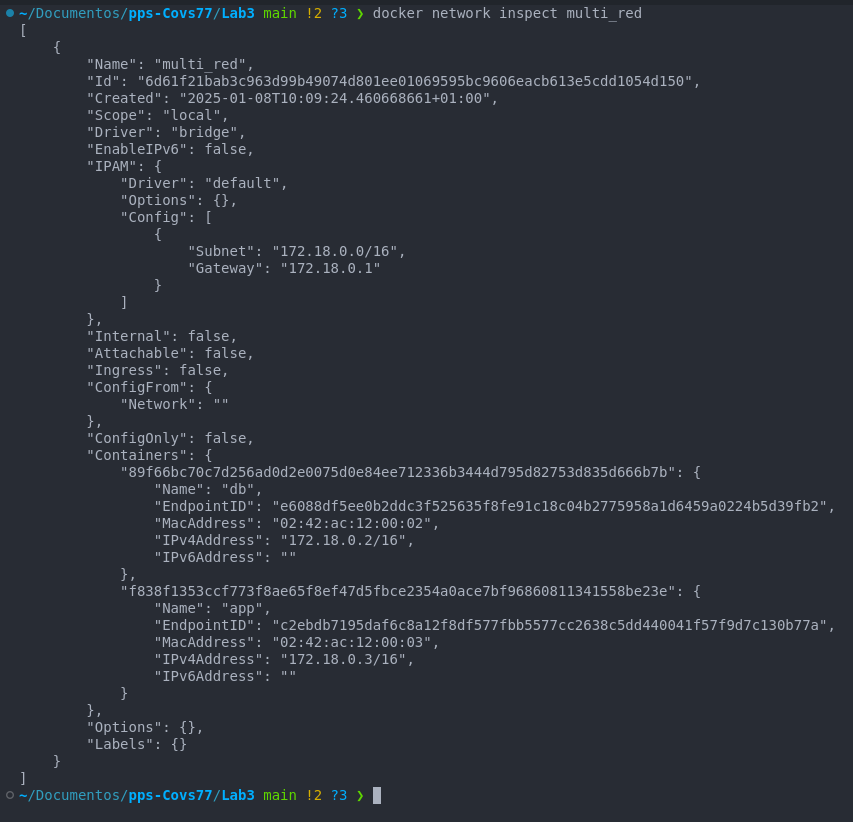 ~/Documentos/pps-Covs77/Lab3 main !2 ?3 ❯ docker network inspect multi_red
[
    {
        "Name": "multi_red",
        "Id": "6d61f21bab3c963d99b49074d801ee01069595bc9606eacb613e5cdd1054d150",
        "Created": "2025-01-08T10:09:24.460668661+01:00",
        "Scope": "local",
        "Driver": "bridge",
        "EnableIPv6": false,
        "IPAM": {
            "Driver": "default",
            "Options": {},
            "Config": [
                {
                    "Subnet": "172.18.0.0/16",
                    "Gateway": "172.18.0.1"
                }
            ]
        },
        "Internal": false,
        "Attachable": false,
        "Ingress": false,
        "ConfigFrom": {
            "Network": ""
        },
        "ConfigOnly": false,
        "Containers": {
            "89f66bc70c7d256ad0d2e0075d0e84ee712336b3444d795d82753d835d666b7b": {
                "Name": "db",
                "EndpointID": "e6088df5ee0b2ddc3f525635f8fe91c18c04b2775958a1d6459a0224b5d39fb2",
                "MacAddress": "02:42:ac:12:00:02",
                "IPv4Address": "172.18.0.2/16",
                "IPv6Address": ""
            },
            "f838f1353ccf773f8ae65f8ef47d5fbce2354a0ace7bf96860811341558be23e": {
                "Name": "app",
                "EndpointID": "c2ebdb7195daf6c8a12f8df577fbb5577cc2638c5dd440041f57f9d7c130b77a",
                "MacAddress": "02:42:ac:12:00:03",
                "IPv4Address": "172.18.0.3/16",
                "IPv6Address": ""
            }
        },
        "Options": {},
        "Labels": {}
    }
]
~/Documentos/pps-Covs77/Lab3 main !2 ?3 ❯